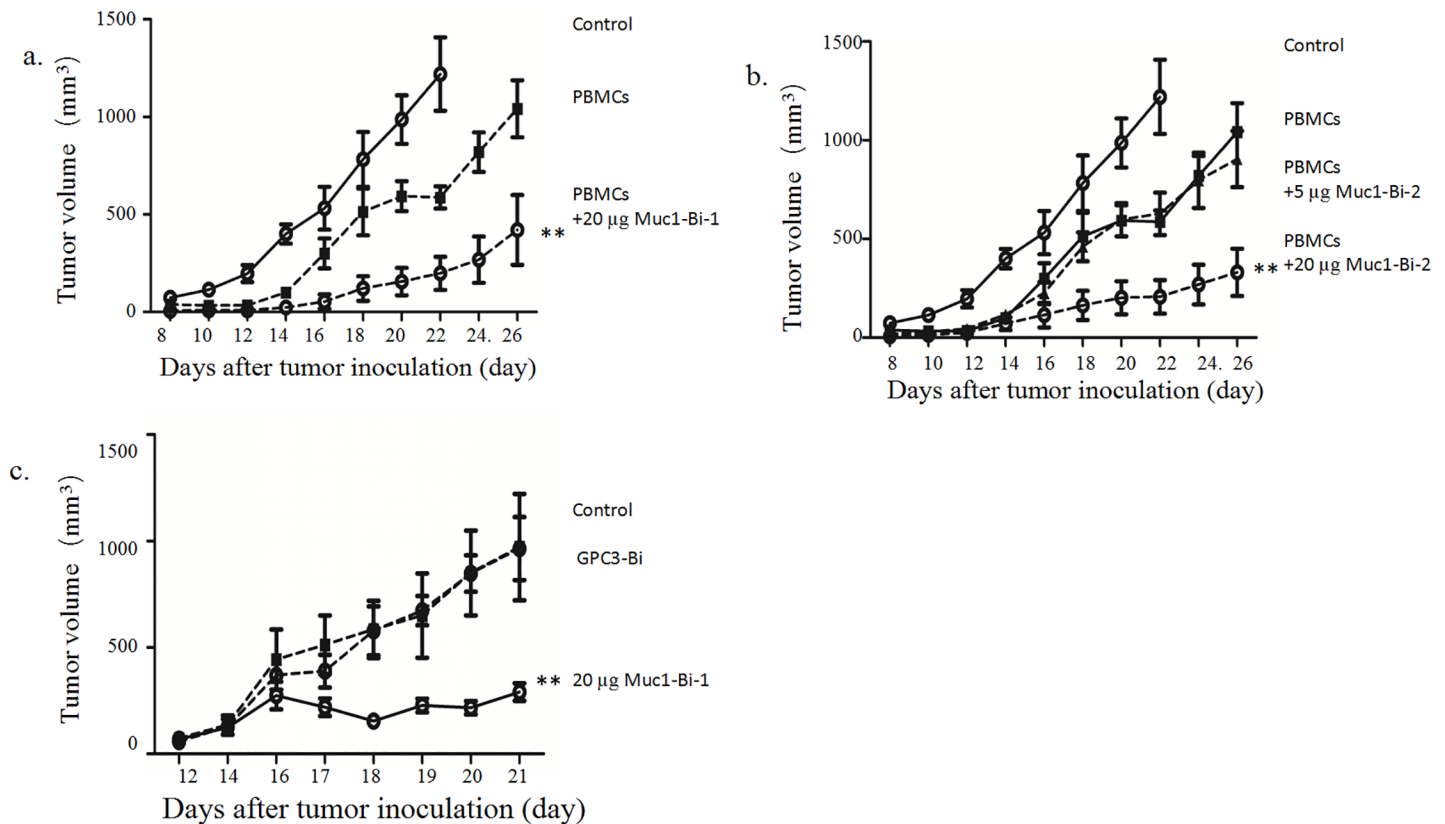 a.
Tumor volume (mm³)
1500
1000
500
0
8 10 12 14 16 18 20 22 24. 26
Days after tumor inoculation (day)
Control
PBMCs
PBMCs
+20 µg Muc1-Bi-1
**
b.
Tumor volume (mm³)
1500
1000
500
0
8 10 12 14 16 18 20 22 24. 26
Days after tumor inoculation (day)
Control
PBMCs
PBMCs
+5 µg Muc1-Bi-2
PBMCs
+20 µg Muc1-Bi-2
**
c.
Tumor volume (mm³)
1500
1000
500
0
12 14 16 17 18 19 20 21
Days after tumor inoculation (day)
Control
GPC3-Bi
** 20 µg Muc1-Bi-1